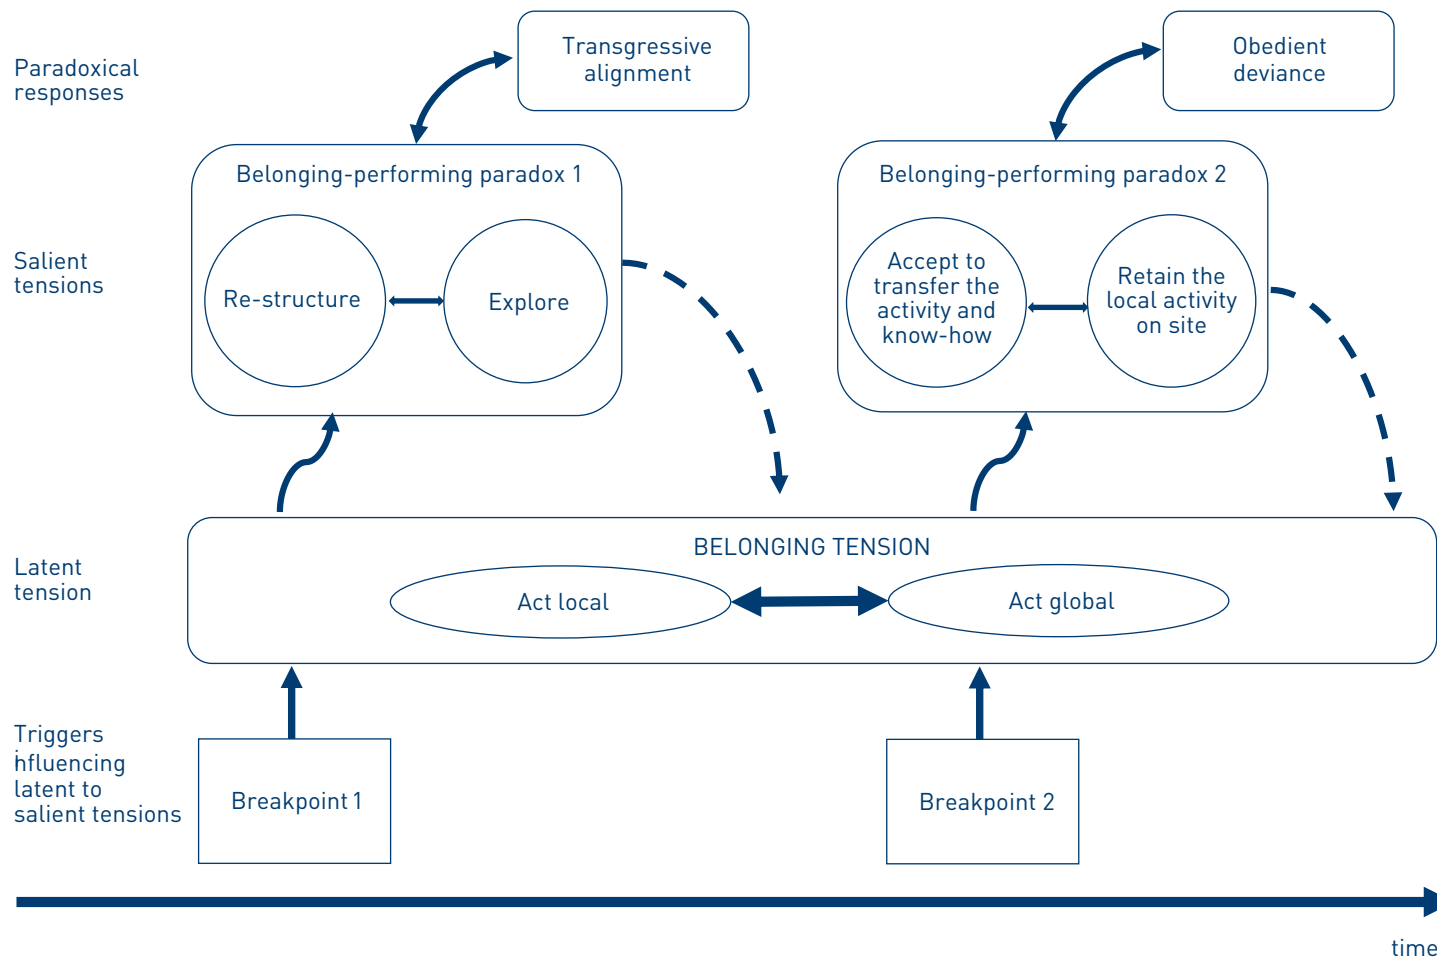 Paradoxical
responses
Transgressive
alignment
Obedient
deviance
Salient
tensions
Belonging-performing paradox 1
Re-structure
Explore
Belonging-performing paradox 2
Accept to
transfer the
activity and
know-how
Retain the
local activity
on site
Latent
tension
BELONGING TENSION
Act local
Act global
Triggers
influencing
latent to
salient tensions
Breakpoint 1
Breakpoint 2
time